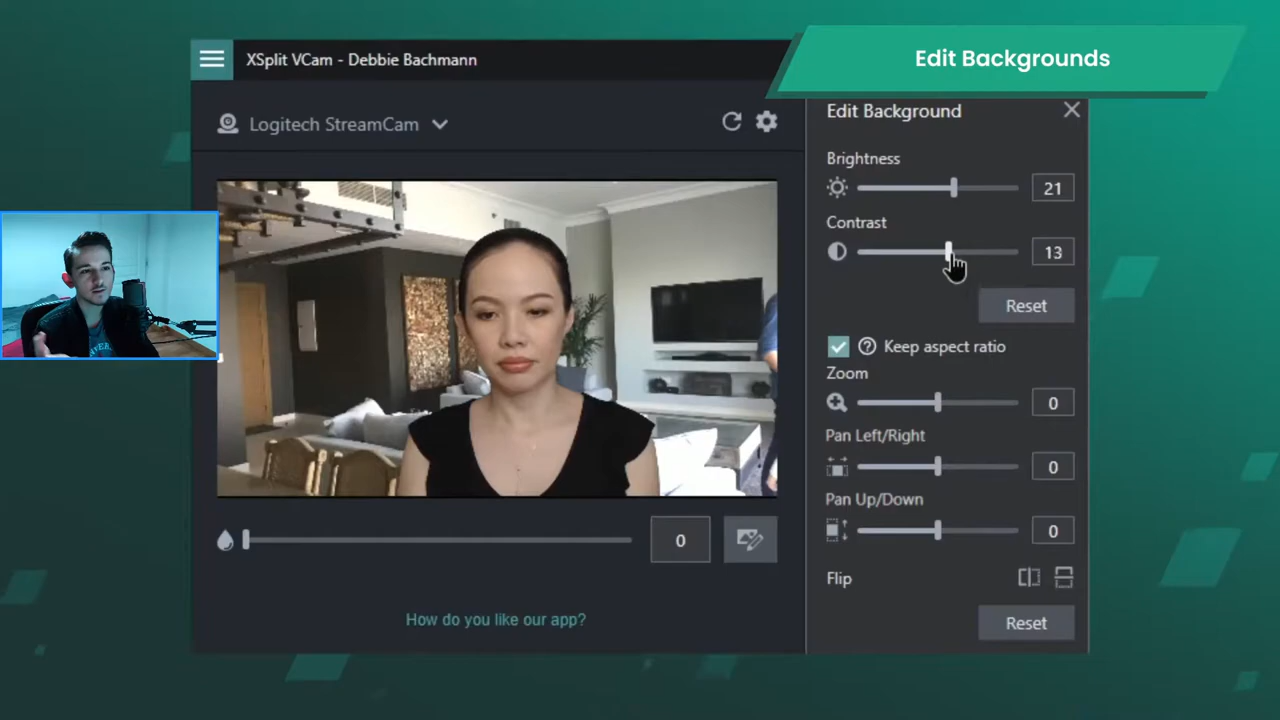 Edit Backgrounds
XSplit VCam - Debbie Bachmann
Logitech StreamCam
Edit Background
Brightness
21
Contrast
13
Reset
Keep aspect ratio
Zoom
0
Pan Left/Right
0
Pan Up/Down
0
Flip
Reset
0
How do you like our app?